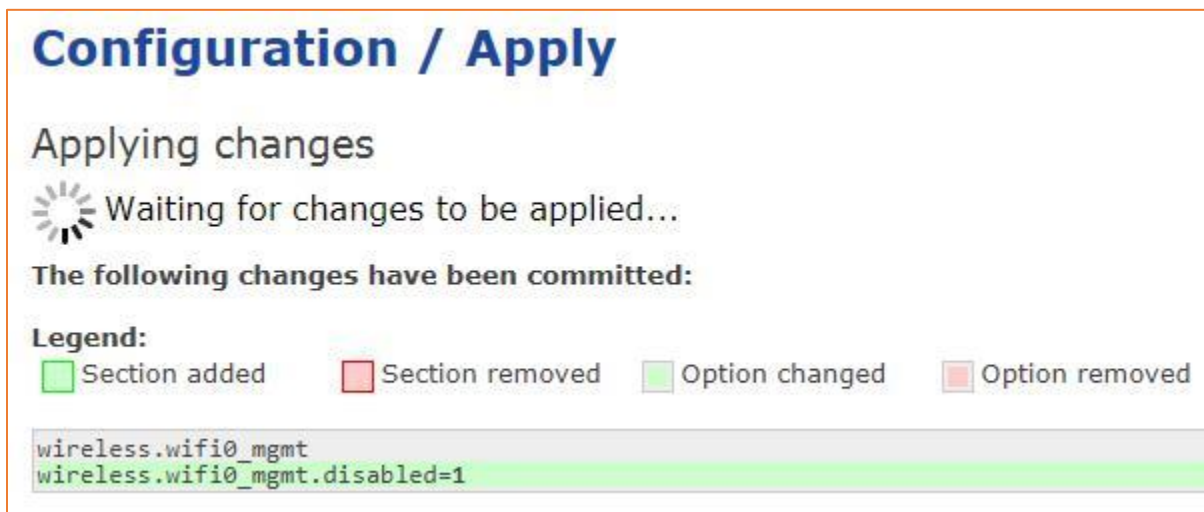 Configuration / Apply
Applying changes
Waiting for changes to be applied...
The following changes have been committed:
Legend:
Section added Section removed Option changed Option removed
wireless.wifi0_mgmt
wireless.wifi0_mgmt.disabled=1